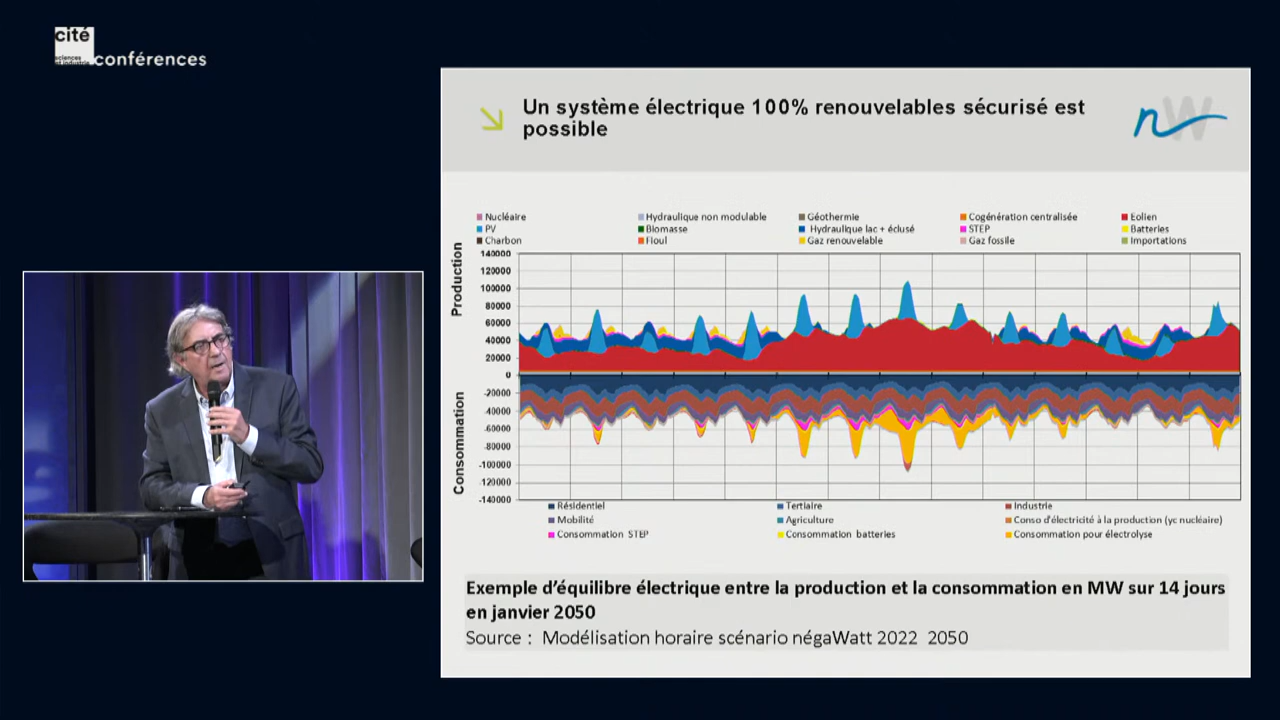 cité
sciences
et industrie
conférences
Un système électrique 100% renouvelables sécurisé est
possible
nW
Nucléaire
Hydraulique non modulable
Géothermie
Cogénération centralisée
Eolien
PV
Biomasse
Hydraulique lac + éclusé
STEP
Batteries
Charbon
Fioul
Gaz renouvelable
Gaz fossile
Importations
Production
140000
120000
100000
80000
60000
40000
20000
0
Consommation
-20000
-40000
-60000
-80000
-100000
-120000
-140000
Résidentiel
Tertiaire
Industrie
Mobilité
Agriculture
Conso d'électricité à la production (yc nucléaire)
Consommation STEP
Consommation batteries
Consommation pour électrolyse
Exemple d'équilibre électrique entre la production et la consommation en MW sur 14 jours
en janvier 2050
Source : Modélisation horaire scénario négaWatt 2022 2050